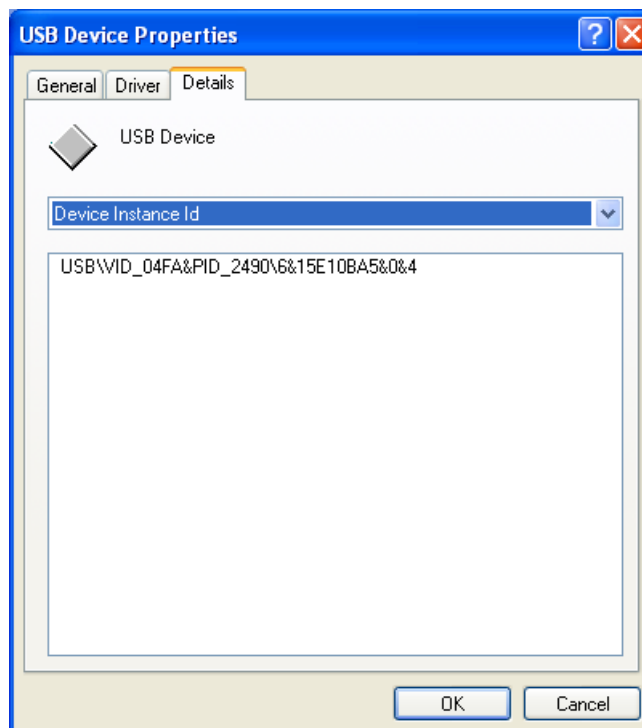 USB Device Properties
General Driver Details
USB Device
Device Instance Id
USB\VID_04FA&PID_2490\6&15E10BA5&0&4
OK Cancel